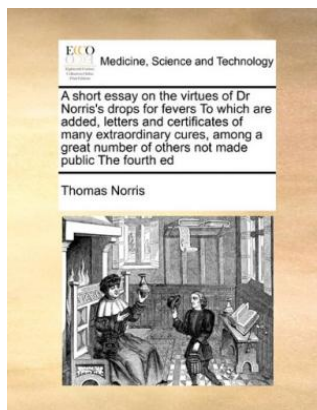 ECCO
Medicine, Science and Technology
A short essay on the virtues of Dr
Norris's drops for fevers To which are
added, letters and certificates of
many extraordinary cures, among a
great number of others not made
public The fourth ed
Thomas Norris